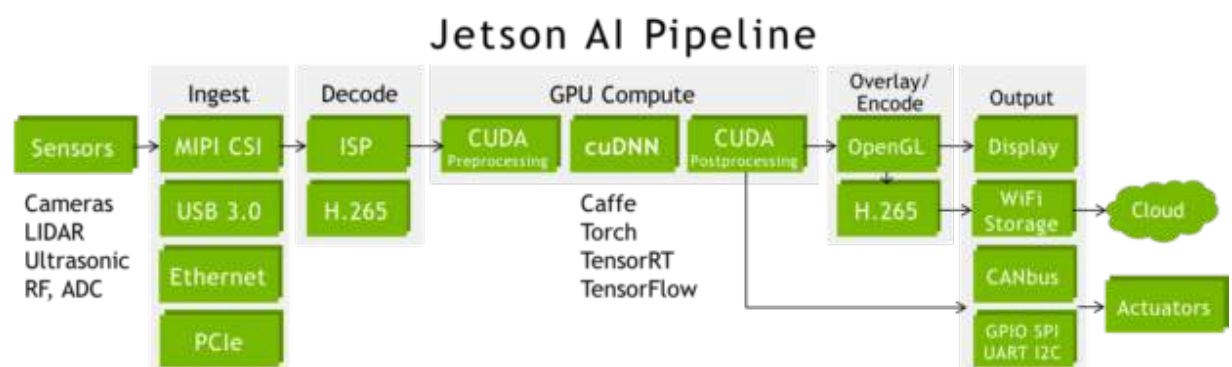 Jetson AI Pipeline
Ingest
Decode
GPU Compute
Overlay/
Encode
Output
Sensors
MIPI CSI
ISP
CUDA
Preprocessing
cuDNN
CUDA
Postprocessing
OpenGL
Display
Cameras
LIDAR
Ultrasonic
RF, ADC
USB 3.0
H.265
Caffe
Torch
TensorRT
TensorFlow
H.265
WiFi
Storage
Cloud
Ethernet
CANbus
Actuators
PCIe
GPIO SPI
UART I2C